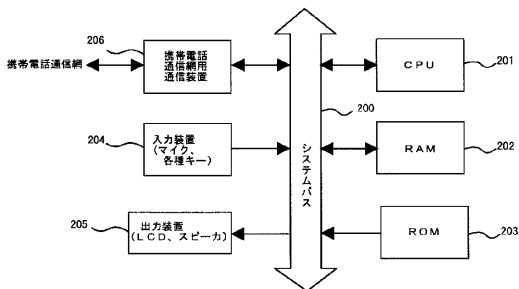 206
携帯電話通信網
携帯電話
通信網用
通信装置
CPU
201
200
204
入力装置
(マイク、
各種キー)
システムバス
RAM
202
205
出力装置
(LCD、スピーカ)
ROM
203